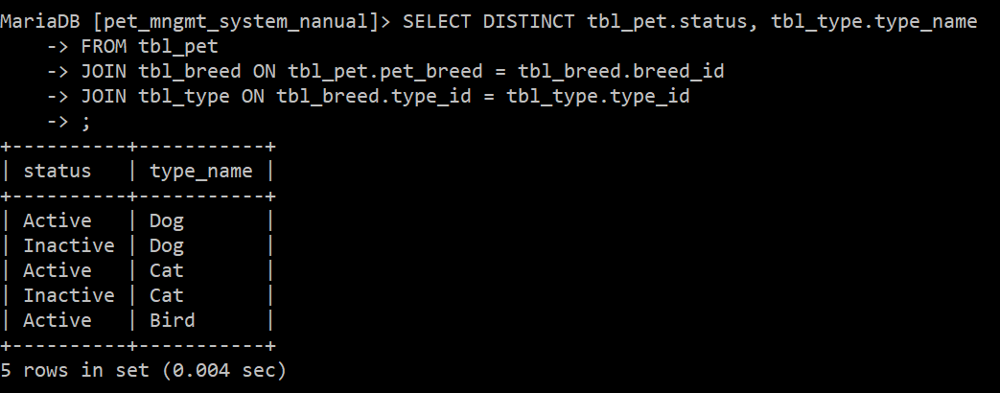 MariaDB [pet_mngmt_system_nanual]> SELECT DISTINCT tbl_pet.status, tbl_type.type_name
    -> FROM tbl_pet
    -> JOIN tbl_breed ON tbl_pet.pet_breed = tbl_breed.breed_id
    -> JOIN tbl_type ON tbl_breed.type_id = tbl_type.type_id
    -> ;
+----------+-----------+
| status   | type_name |
+----------+-----------+
| Active   | Dog       |
| Inactive | Dog       |
| Active   | Cat       |
| Inactive | Cat       |
| Active   | Bird      |
+----------+-----------+
5 rows in set (0.004 sec)